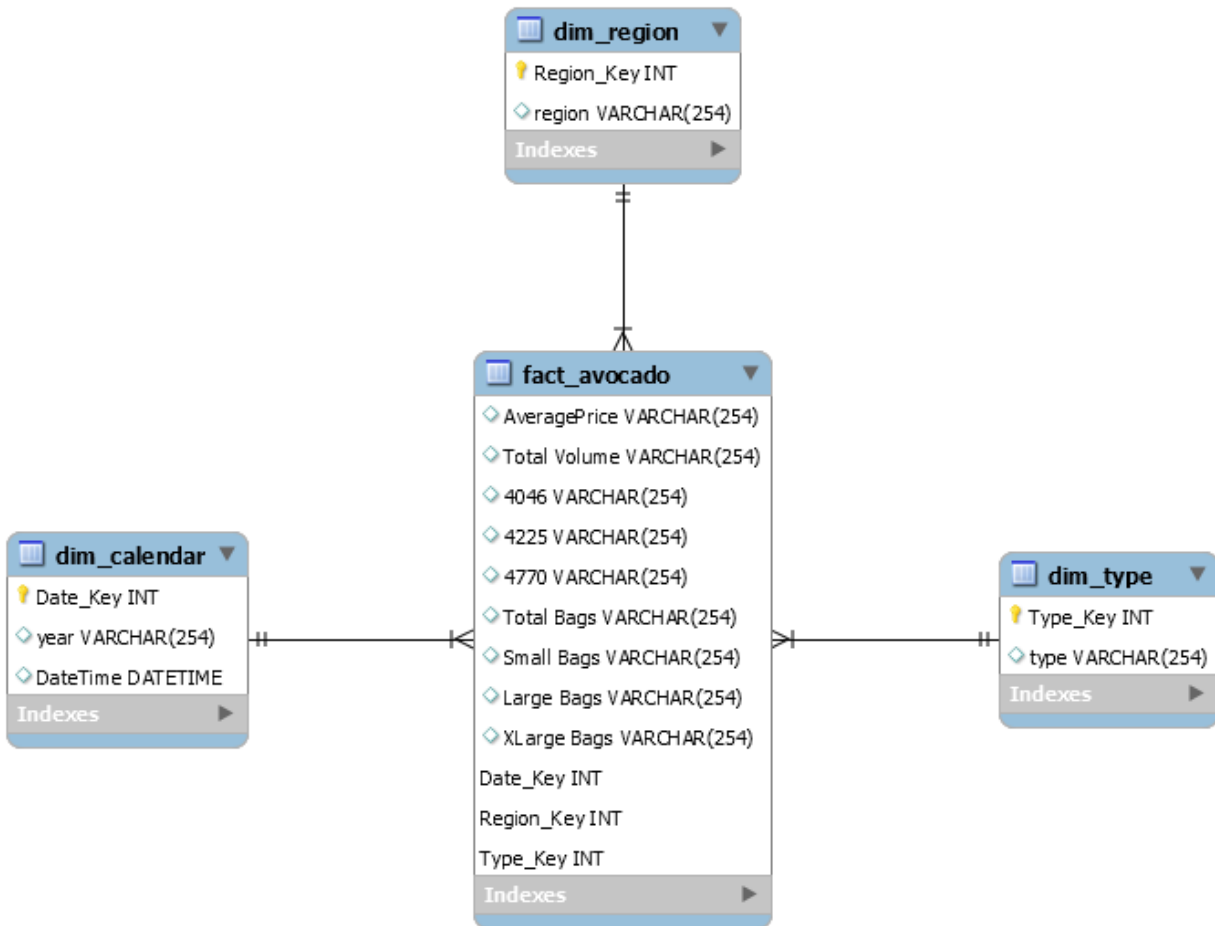 dim_region
Region_Key INT
region VARCHAR(254)
Indexes
fact_avocado
AveragePrice VARCHAR(254)
Total Volume VARCHAR(254)
4046 VARCHAR(254)
4225 VARCHAR(254)
4770 VARCHAR(254)
Total Bags VARCHAR(254)
Small Bags VARCHAR(254)
Large Bags VARCHAR(254)
XLarge Bags VARCHAR(254)
Date_Key INT
Region_Key INT
Type_Key INT
Indexes
dim_calendar
Date_Key INT
year VARCHAR(254)
DateTime DATETIME
Indexes
dim_type
Type_Key INT
type VARCHAR(254)
Indexes